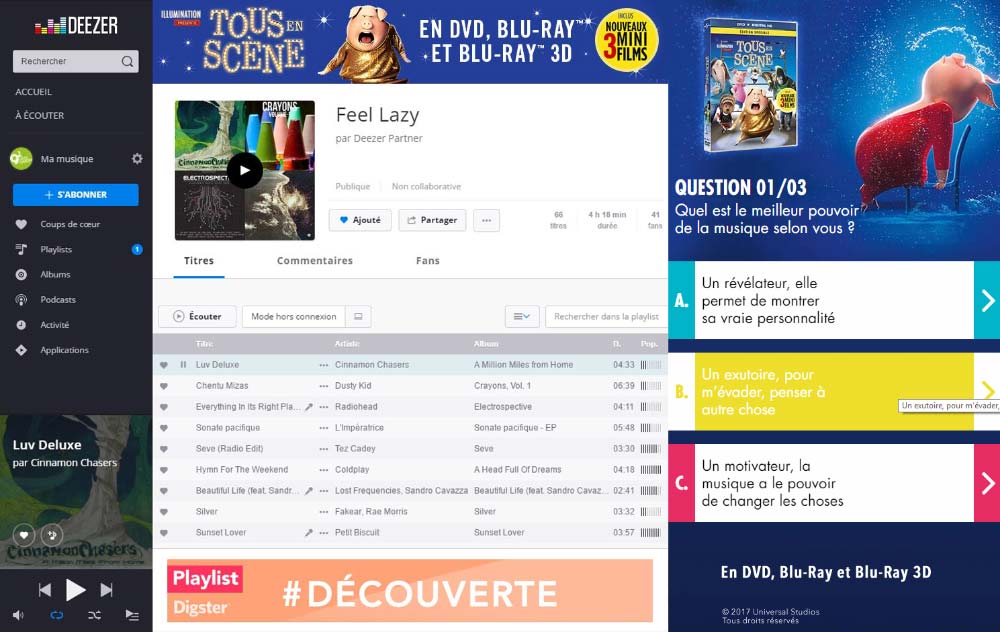 DEEZER
Rechercher
ACCUEIL
À ÉCOUTER
Ma musique
+ S'ABONNER
Coups de cœur
Playlists 1
Albums
Podcasts
Activité
Applications
Luv Deluxe
par Cinnamon Chasers
CinnamonChasers
ILLUMINATION
PRÉSENTE
TOUS EN
SCÈNE
EN DVD, BLU-RAY™
ET BLU-RAY™ 3D
INCLUS
NOUVEAUX
3 MINI
FILMS
CRAYONS
CINNAMONCHASERS
ELECTROSPECTIVE
Feel Lazy
par Deezer Partner
Publique
Non collaborative
Ajouté
Partager
...
66
titres
4 h 18 min
durée
41
fans
Titres
Commentaires
Fans
Écouter
Mode hors connexion
Rechercher dans la playlist
Titre Artiste Album D. Pop.
Luv Deluxe ... Cinnamon Chasers A Million Miles from Home 04:33
Chentu Mizas ... Dusty Kid Crayons, Vol. 1 06:39
Everything In Its Right Pla... ... Radiohead Electrospective 04:11
Sonate pacifique ... L'Impératrice Sonate pacifique - EP 05:48
Seve (Radio Edit) ... Tez Cadey Seve 03:30
Hymn For The Weekend ... Coldplay A Head Full Of Dreams 04:18
Beautiful Life (feat. Sandr... ... Lost Frequencies, Sandro Cavazza Beautiful Life (feat. Sandro Cavaz... 02:41
Silver ... Fakear, Rae Morris Silver 03:32
Sunset Lover ... Petit Biscuit Sunset Lover 03:57
Playlist
Digster
#DÉCOUVERTE
TOUS EN
SCÈNE
QUESTION 01/03
Quel est le meilleur pouvoir
de la musique selon vous ?
A.
Un révélateur, elle
permet de montrer
sa vraie personnalité
B.
Un exutoire, pour
m'évader, penser à
autre chose
Un exutoire, pour m'évader,
C.
Un motivateur, la
musique a le pouvoir
de changer les choses
En DVD, Blu-Ray et Blu-Ray 3D
© 2017 Universal Studios
Tous droits réservés